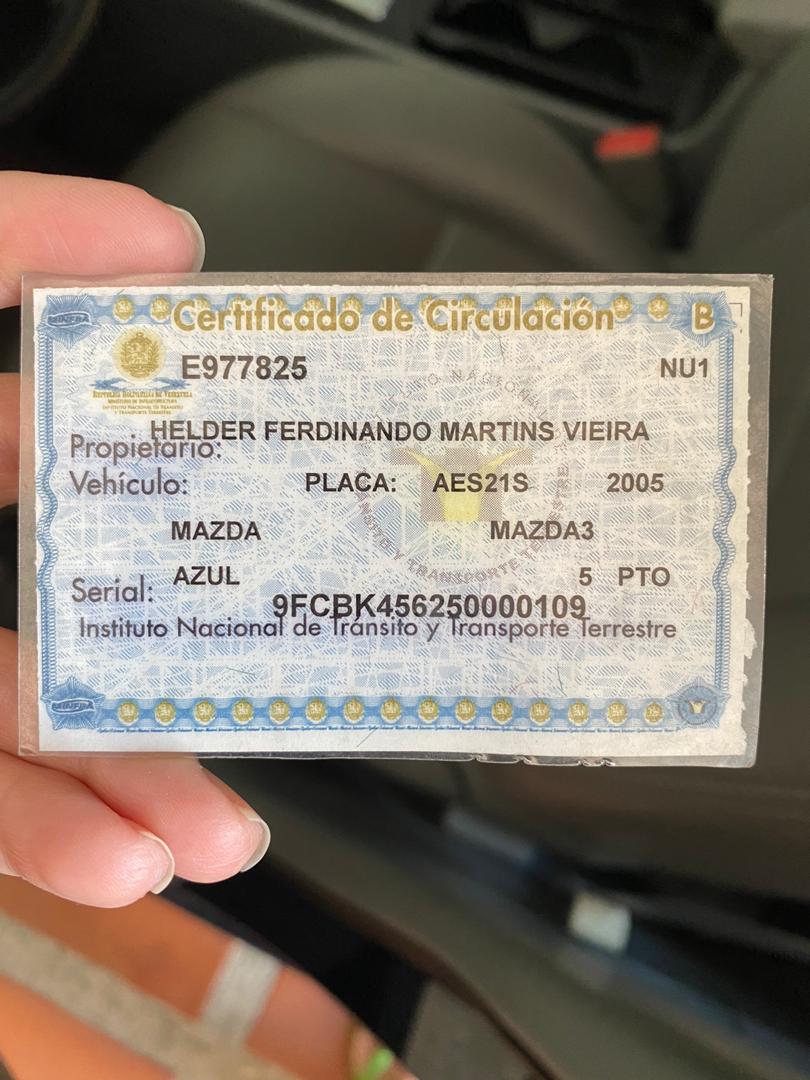 Certificado de Circulación B
E977825 NU1
REPÚBLICA BOLIVARIANA DE VENEZUELA
MINISTERIO DE INFRAESTRUCTURA
INSTITUTO NACIONAL DE TRÁNSITO
Y TRANSPORTE TERRESTRE
HELDER FERDINANDO MARTINS VIEIRA
Propietario:
Vehículo: PLACA: AES21S 2005
MAZDA MAZDA3
Serial: AZUL 5 PTO
9FCBK456250000109
Instituto Nacional de Tránsito y Transporte Terrestre